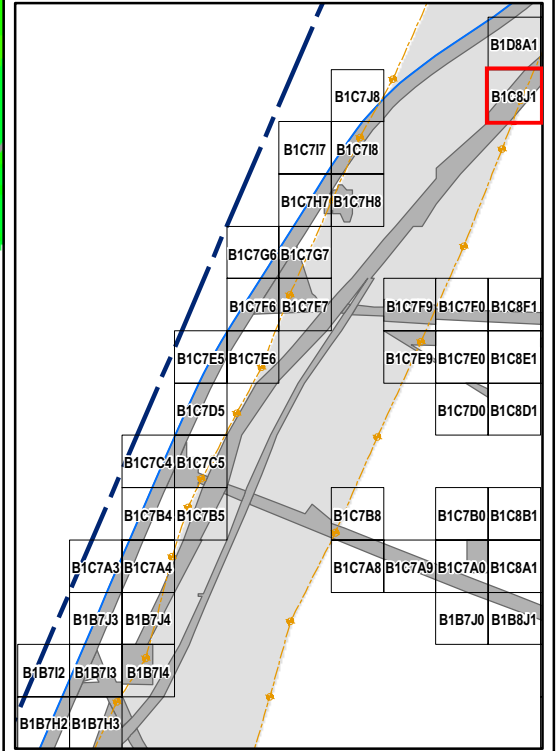 B1D8A1
B1C7J8 B1C8J1
B1C7I7 B1C7I8
B1C7H7 B1C7H8
B1C7G6 B1C7G7
B1C7F6 B1C7F7 B1C7F9 B1C7F0 B1C8F1
B1C7E5 B1C7E6 B1C7E9 B1C7E0 B1C8E1
B1C7D5 B1C7D0 B1C8D1
B1C7C4 B1C7C5
B1C7B4 B1C7B5 B1C7B8 B1C7B0 B1C8B1
B1C7A3 B1C7A4 B1C7A8 B1C7A9 B1C7A0 B1C8A1
B1B7J3 B1B7J4 B1B7J0 B1B8J1
B1B7I2 B1B7I3 B1B7I4
B1B7H2 B1B7H3